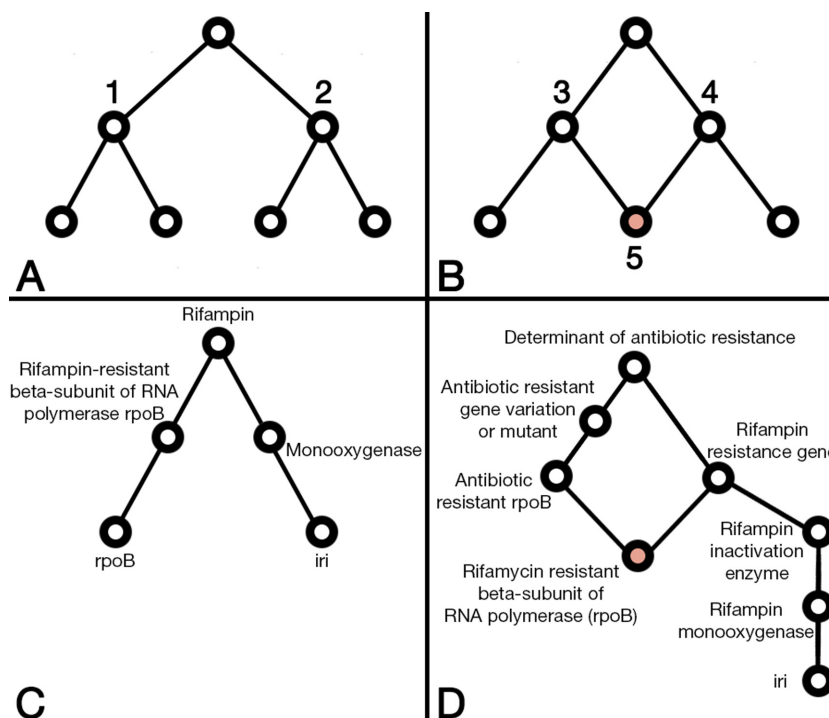 1
2
A
3
4
5
B
Rifampin
Rifampin-resistant
beta-subunit of RNA
polymerase rpoB
Monooxygenase
rpoB
iri
C
Determinant of antibiotic resistance
Antibiotic resistant
gene variation
or mutant
Rifampin
resistance gene
Antibiotic
resistant rpoB
Rifampin
inactivation
enzyme
Rifamycin resistant
beta-subunit of
RNA polymerase (rpoB)
Rifampin
monooxygenase
iri
D